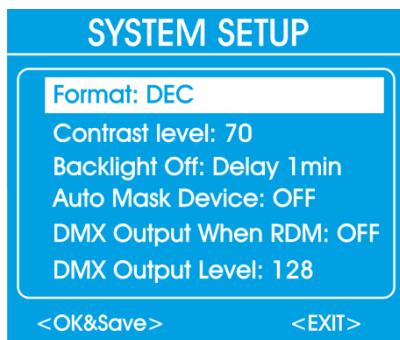 SYSTEM SETUP
Format: DEC
Contrast level: 70
Backlight Off: Delay 1min
Auto Mask Device: OFF
DMX Output When RDM: OFF
DMX Output Level: 128
<OK&Save> <EXIT>